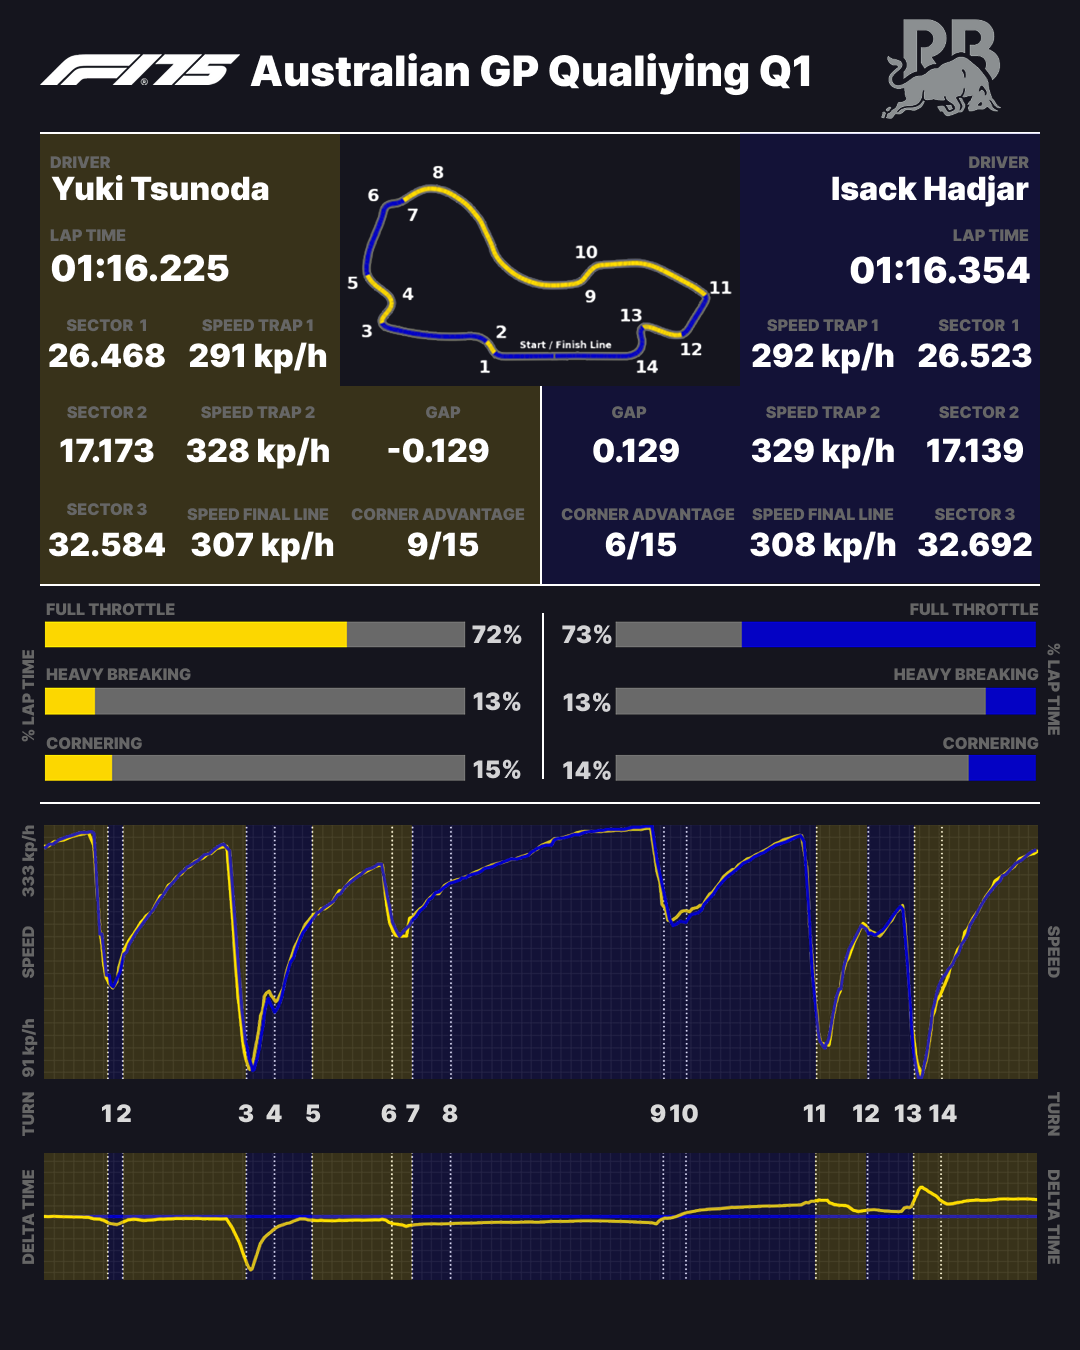 F1.75 Australian GP Qualiying Q1
RB
DRIVER
Yuki Tsunoda
LAP TIME
01:16.225
SECTOR 1 SPEED TRAP 1
26.468 291 kp/h
8
6
7
10
5
4
9
11
3
2
13
Start / Finish Line
12
1
14
DRIVER
Isack Hadjar
LAP TIME
01:16.354
SPEED TRAP 1 SECTOR 1
292 kp/h 26.523
SECTOR 2 SPEED TRAP 2 GAP
17.173 328 kp/h -0.129
SECTOR 3 SPEED FINAL LINE CORNER ADVANTAGE
32.584 307 kp/h 9/15
GAP SPEED TRAP 2 SECTOR 2
0.129 329 kp/h 17.139
CORNER ADVANTAGE SPEED FINAL LINE SECTOR 3
6/15 308 kp/h 32.692
% LAP TIME
FULL THROTTLE
72%
HEAVY BREAKING
13%
CORNERING
15%
FULL THROTTLE
73%
HEAVY BREAKING
13%
CORNERING
14%
% LAP TIME
333 kp/h
SPEED
91 kp/h
SPEED
TURN
1 2 3 4 5 6 7 8 9 10 11 12 13 14
TURN
DELTA TIME
DELTA TIME